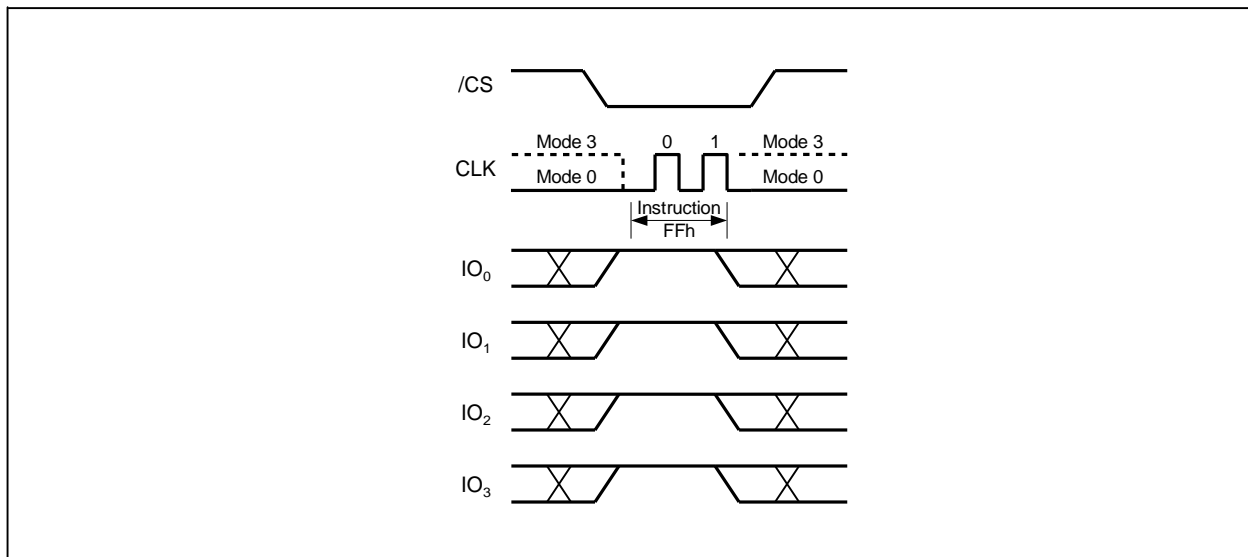 /CS
Mode 3 0 1 Mode 3
CLK
Mode 0 Mode 0
Instruction
FFh
IO0
IO1
IO2
IO3